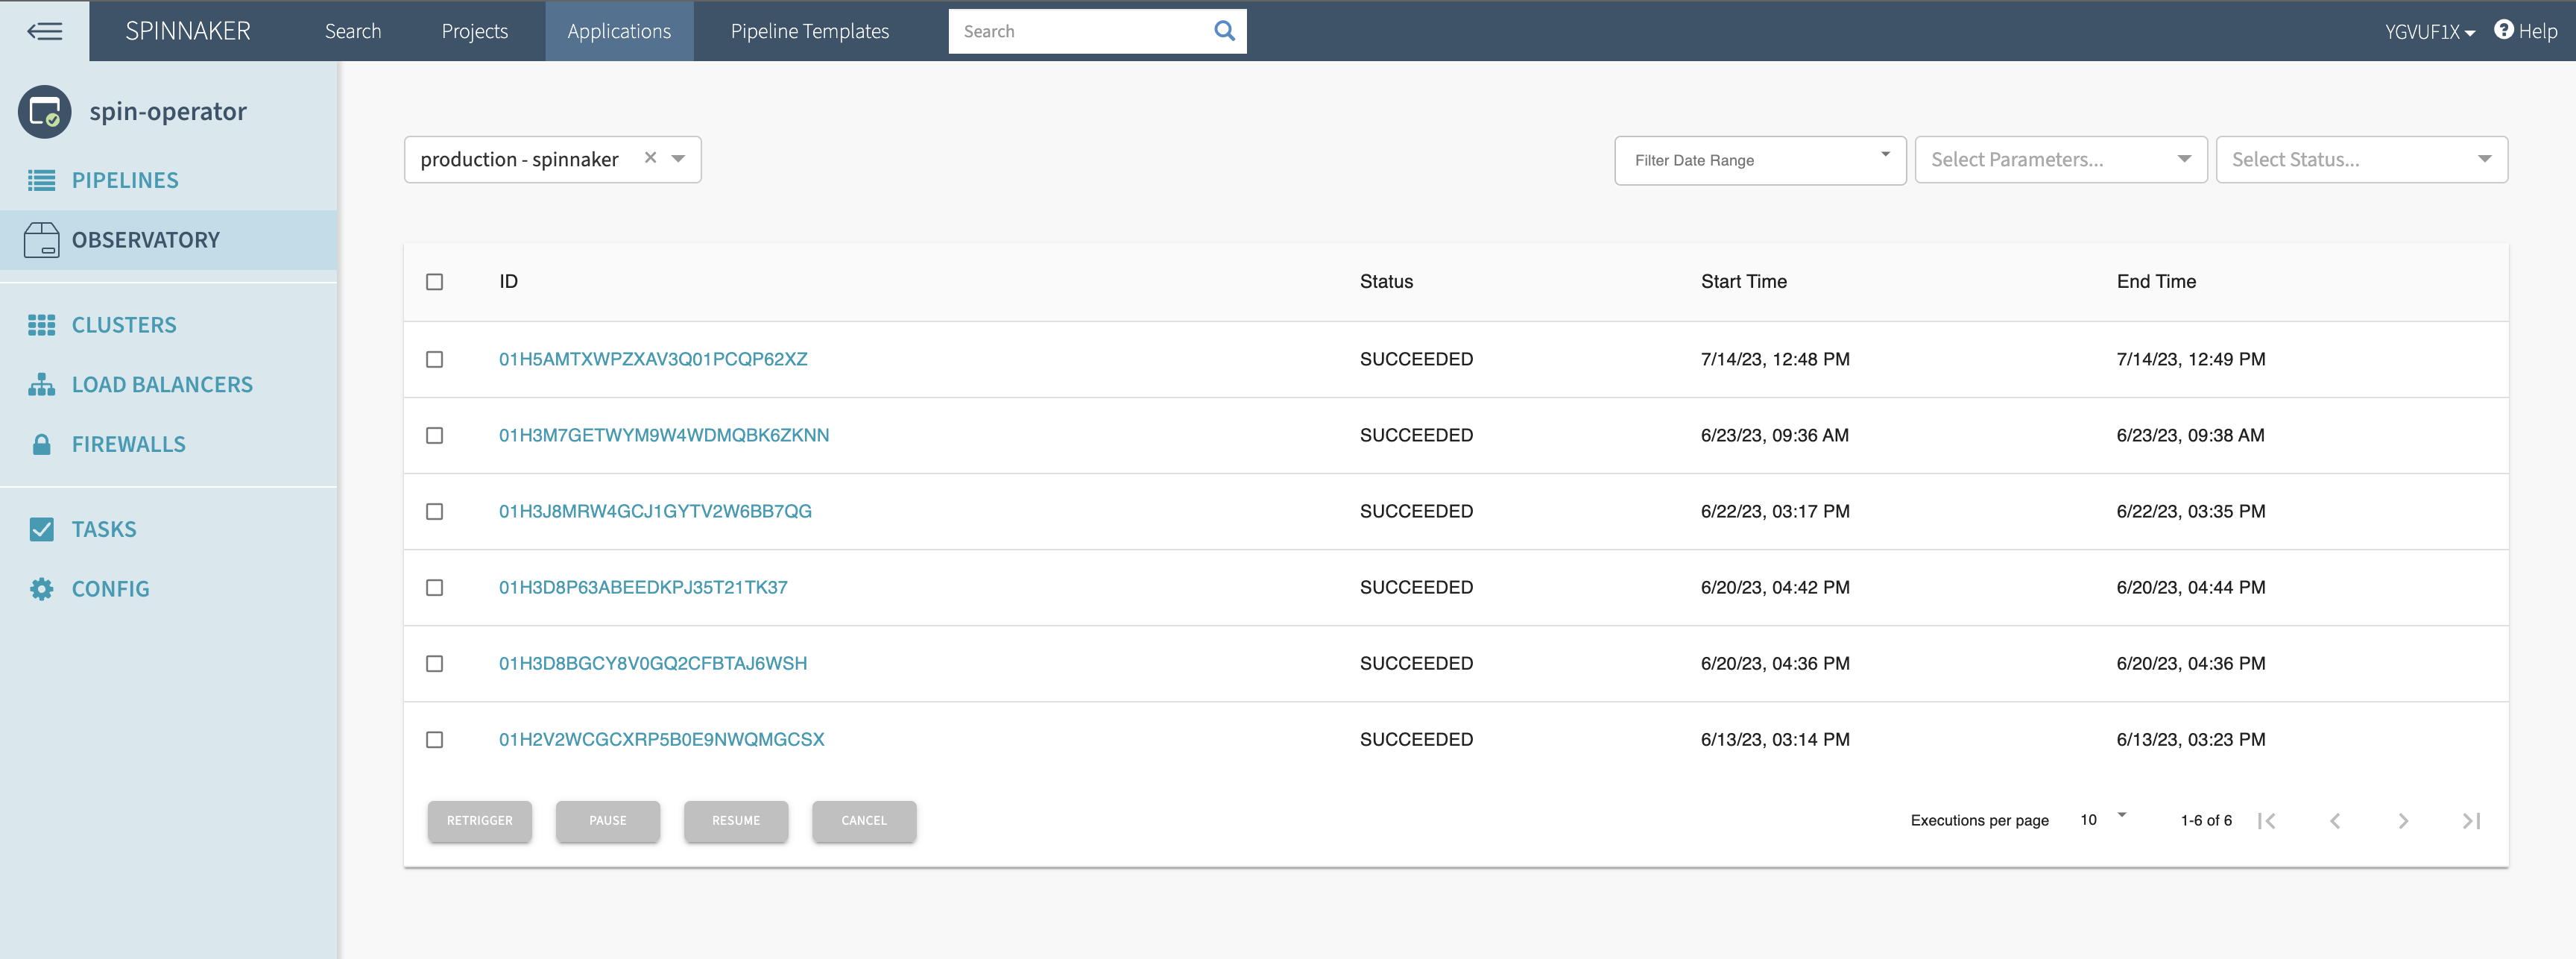 SPINNAKER Search Projects Applications Pipeline Templates Search YGVUF1X Help
spin-operator
PIPELINES
OBSERVATORY
CLUSTERS
LOAD BALANCERS
FIREWALLS
TASKS
CONFIG
production - spinnaker Filter Date Range Select Parameters... Select Status...
ID Status Start Time End Time
01H5AMTXWPZXAV3Q01PCQP62XZ SUCCEEDED 7/14/23, 12:48 PM 7/14/23, 12:49 PM
01H3M7GETWYM9W4WDMQBK6ZKNN SUCCEEDED 6/23/23, 09:36 AM 6/23/23, 09:38 AM
01H3J8MRW4GCJ1GYTV2W6BB7QG SUCCEEDED 6/22/23, 03:17 PM 6/22/23, 03:35 PM
01H3D8P63ABEEDKPJ35T21TK37 SUCCEEDED 6/20/23, 04:42 PM 6/20/23, 04:44 PM
01H3D8BGCY8V0GQ2CFBTAJ6WSH SUCCEEDED 6/20/23, 04:36 PM 6/20/23, 04:36 PM
01H2V2WCGCXRP5B0E9NWQMGCSX SUCCEEDED 6/13/23, 03:14 PM 6/13/23, 03:23 PM
RETRIGGER PAUSE RESUME CANCEL Executions per page 10 1-6 of 6